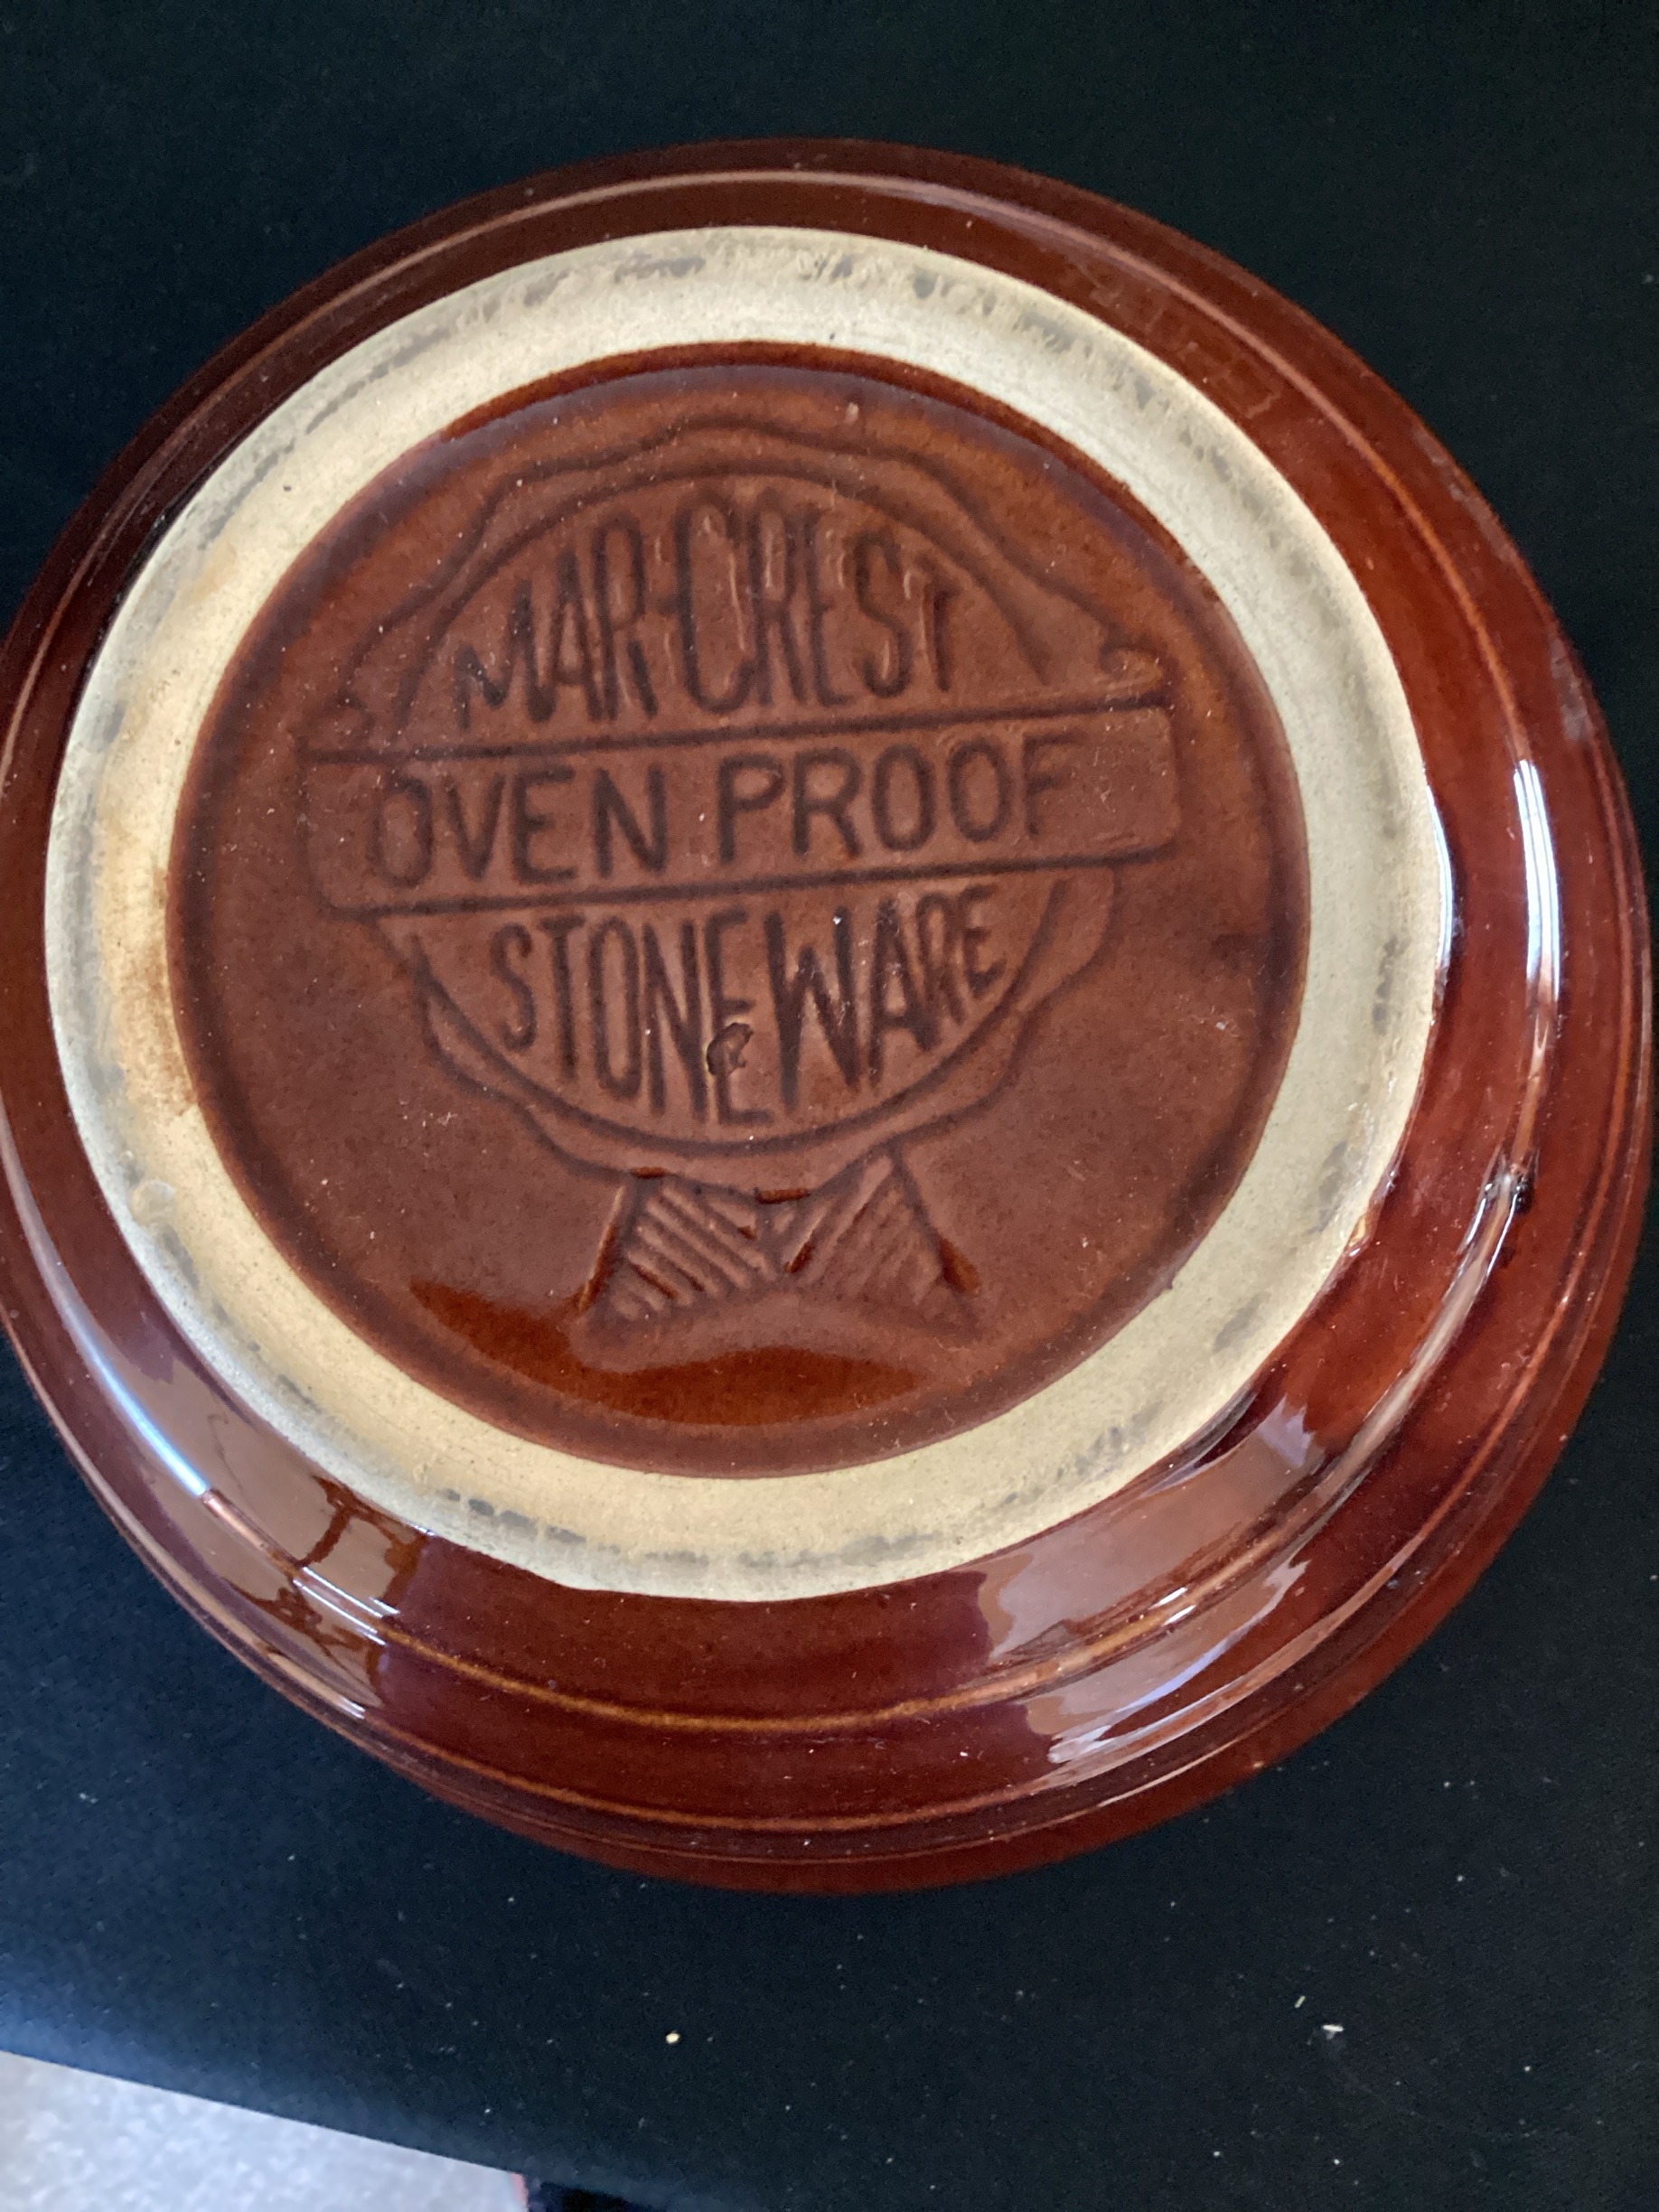 MAR-CREST
OVEN PROOF
STONEWARE